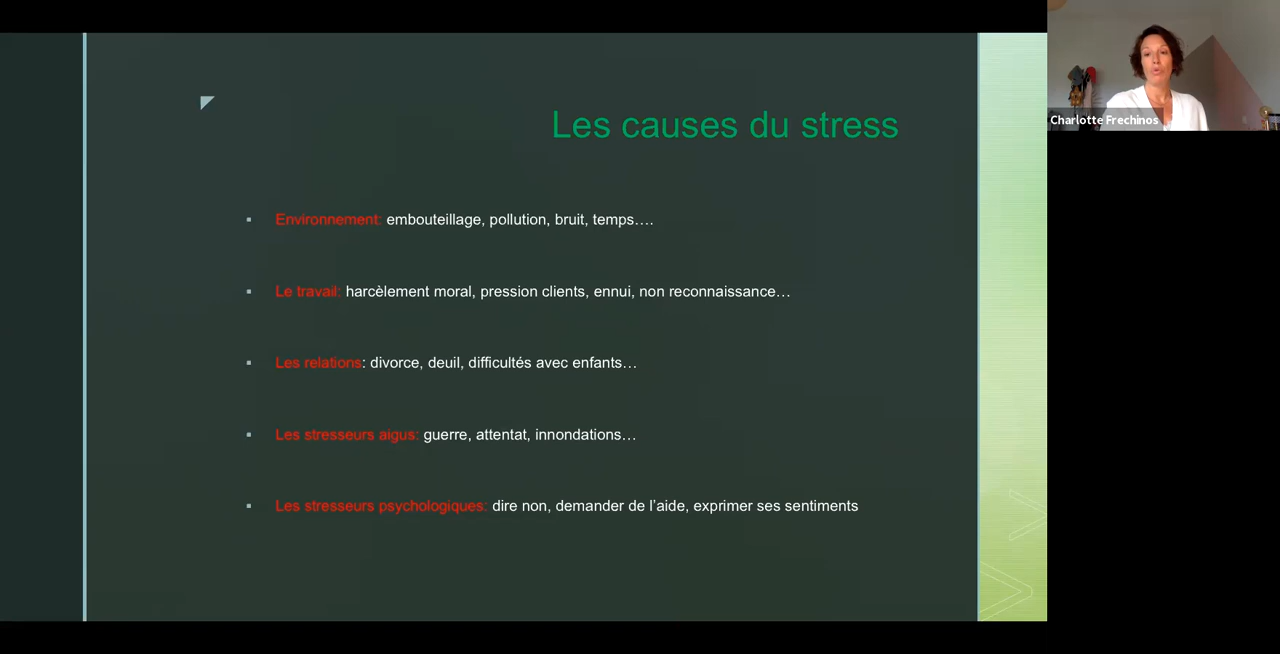 Les causes du stress
Environnement: embouteillage, pollution, bruit, temps….
Le travail: harcèlement moral, pression clients, ennui, non reconnaissance…
Les relations: divorce, deuil, difficultés avec enfants…
Les stresseurs aigus: guerre, attentat, innondations…
Les stresseurs psychologiques: dire non, demander de l’aide, exprimer ses sentiments
Charlotte Frechinos